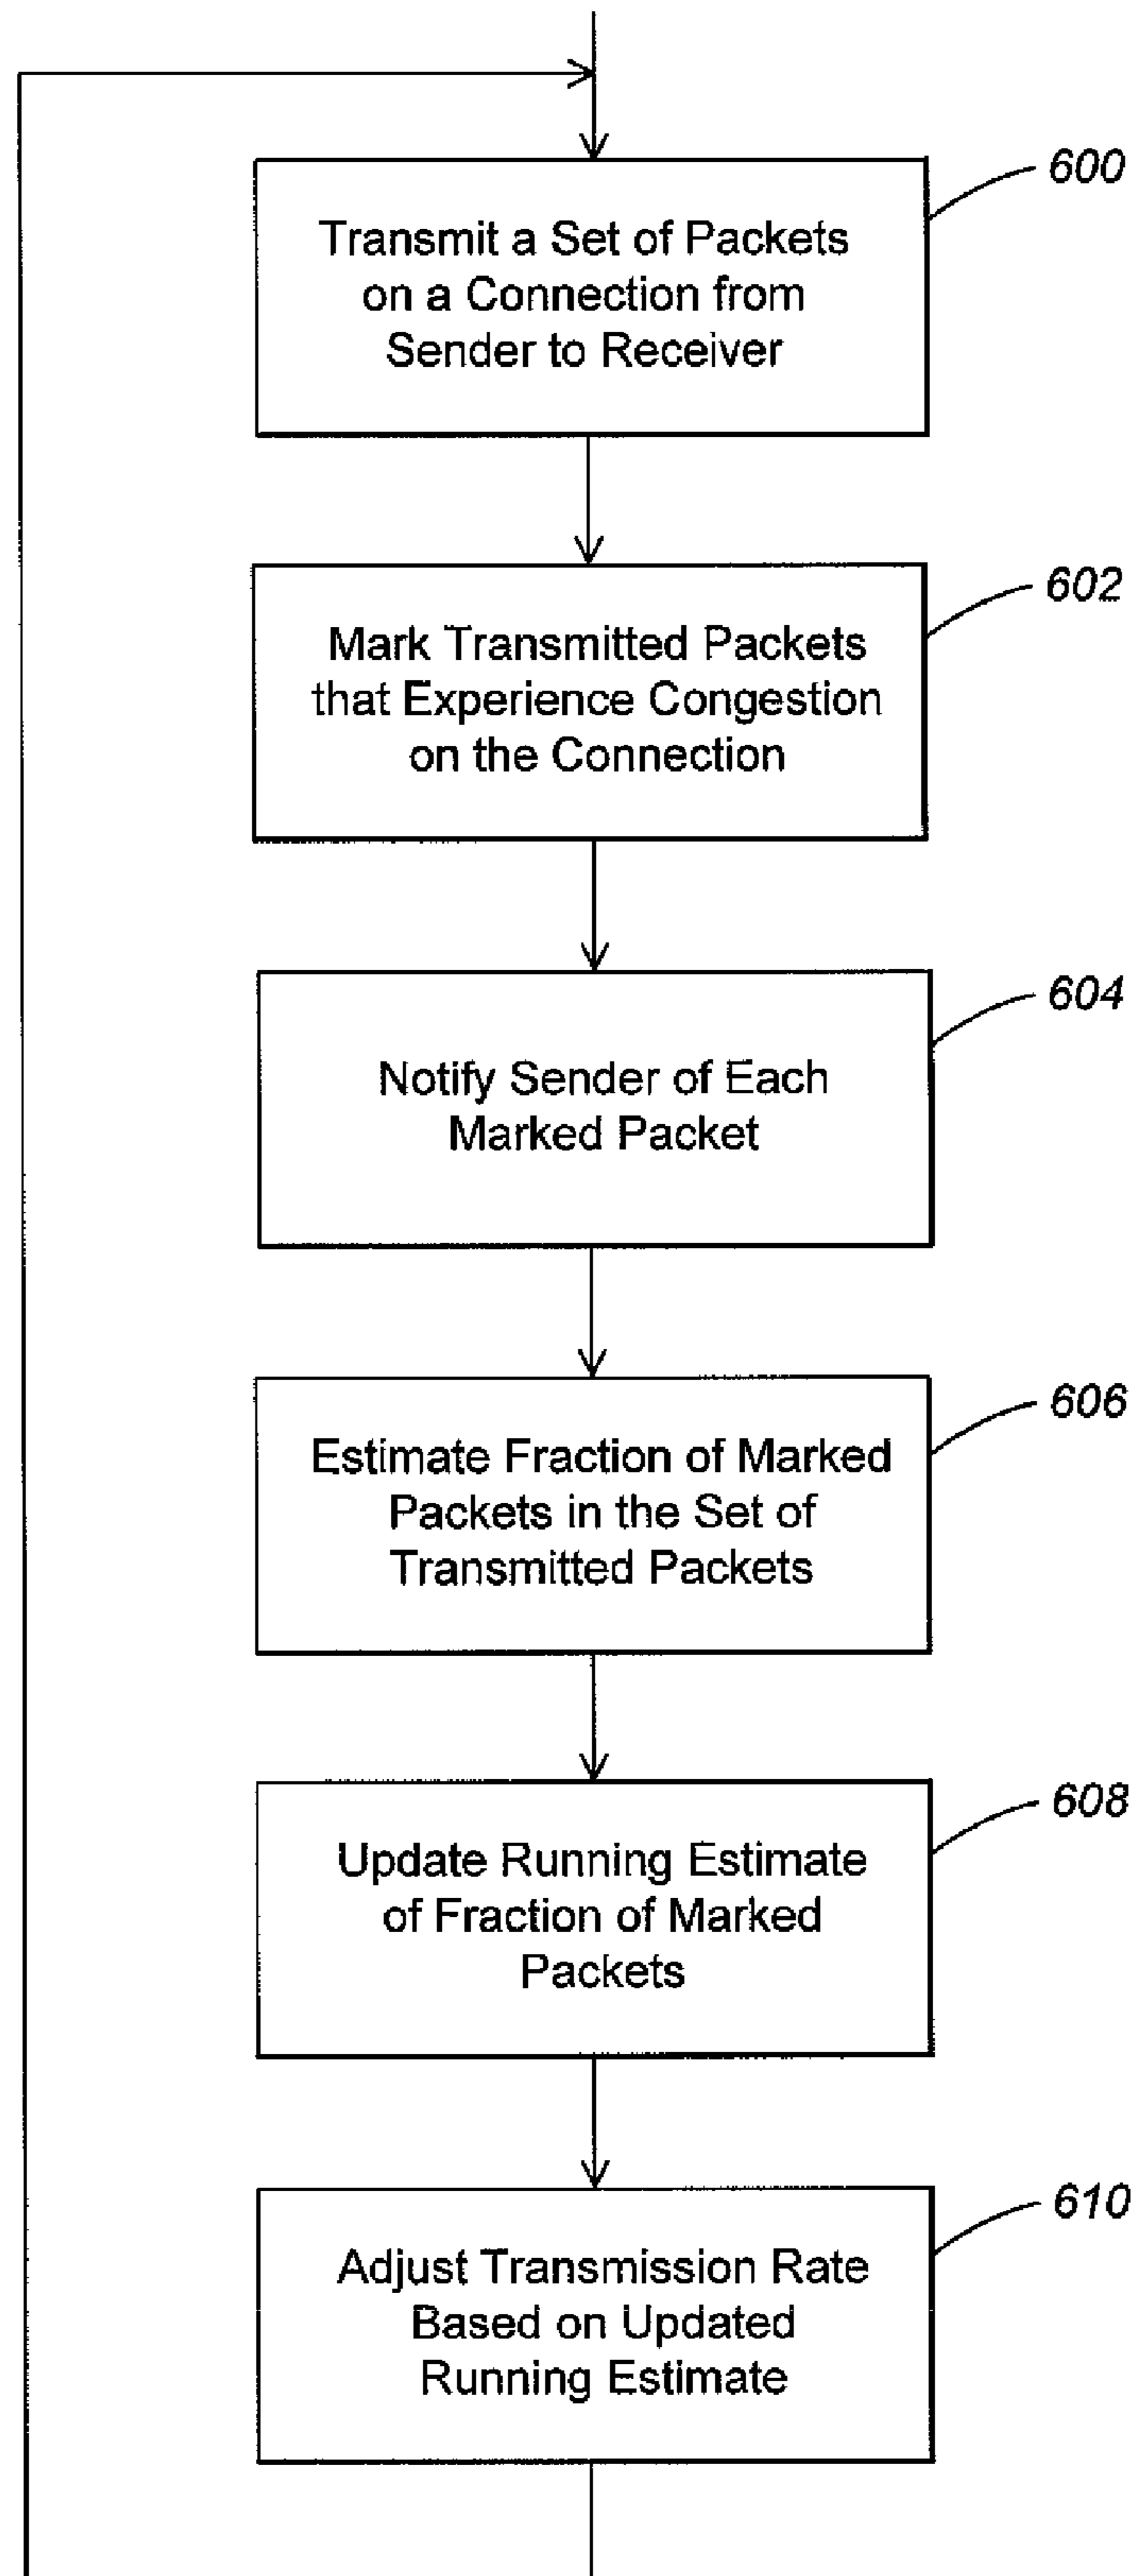 600
Transmit a Set of Packets
on a Connection from
Sender to Receiver
602
Mark Transmitted Packets
that Experience Congestion
on the Connection
604
Notify Sender of Each
Marked Packet
606
Estimate Fraction of Marked
Packets in the Set of
Transmitted Packets
608
Update Running Estimate
of Fraction of Marked
Packets
610
Adjust Transmission Rate
Based on Updated
Running Estimate